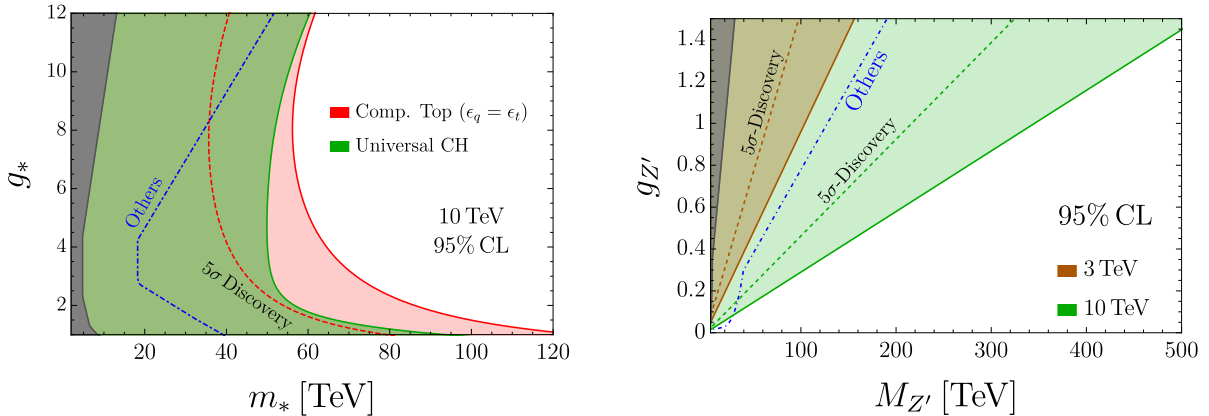 12
10
8
6
4
2
g*
Comp. Top (ϵq = ϵt)
Universal CH
Others
10 TeV
95% CL
5σ Discovery
20 40 60 80 100 120
m* [TeV]
1.4
1.2
1
0.8
0.6
0.4
0.2
0
gZ′
5σ-Discovery
Others
5σ-Discovery
95% CL
3 TeV
10 TeV
100 200 300 400 500
MZ′ [TeV]